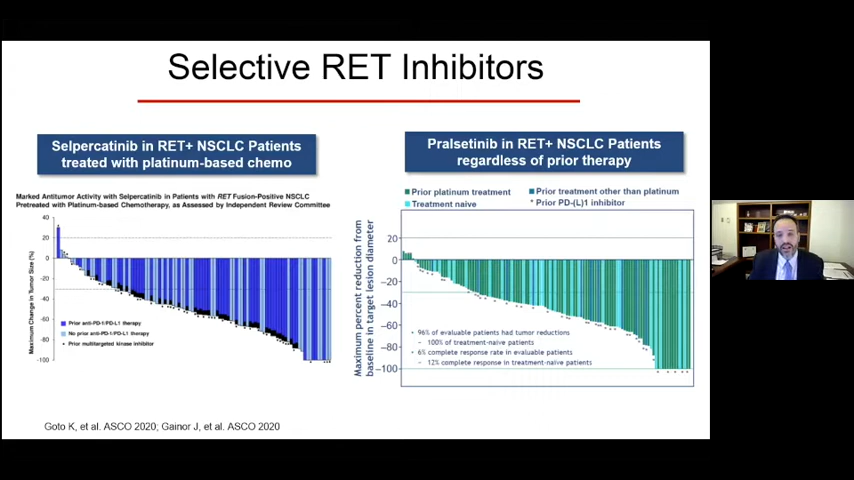 Selective RET Inhibitors
Selpercatinib in RET+ NSCLC Patients
treated with platinum-based chemo
Marked Antitumor Activity with Selpercatinib in Patients with RET Fusion-Positive NSCLC
Pretreated with Platinum-based Chemotherapy, as Assessed by Independent Review Committee
Maximum Change in Tumor Size (%)
40
20
0
-20
-40
-60
-80
-100
Prior anti-PD-1/PD-L1 therapy
No prior anti-PD-1/PD-L1 therapy
Prior multitargeted kinase inhibitor
Pralsetinib in RET+ NSCLC Patients
regardless of prior therapy
Prior platinum treatment
Prior treatment other than platinum
Treatment naive
* Prior PD-(L)1 inhibitor
Maximum percent reduction from
baseline in target lesion diameter
20
0
−20
−40
−60
−80
−100
• 96% of evaluable patients had tumor reductions
– 100% of treatment-naive patients
• 6% complete response rate in evaluable patients
– 12% complete response in treatment-naive patients
Goto K, et al. ASCO 2020; Gainor J, et al. ASCO 2020